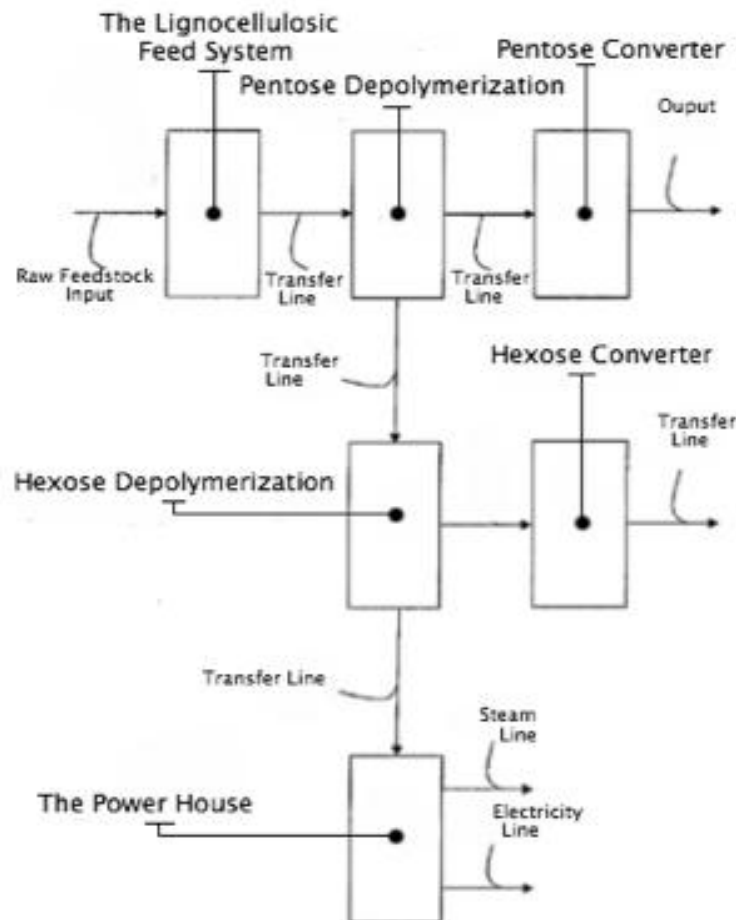 The Lignocellulosic
Feed System
Pentose Converter
Pentose Depolymerization
Ouput
Raw Feedstock
Input
Transfer
Line
Transfer
Line
Transfer
Line
Hexose Converter
Transfer
Line
Hexose Depolymerization
Transfer Line
Steam
Line
The Power House
Electricity
Line